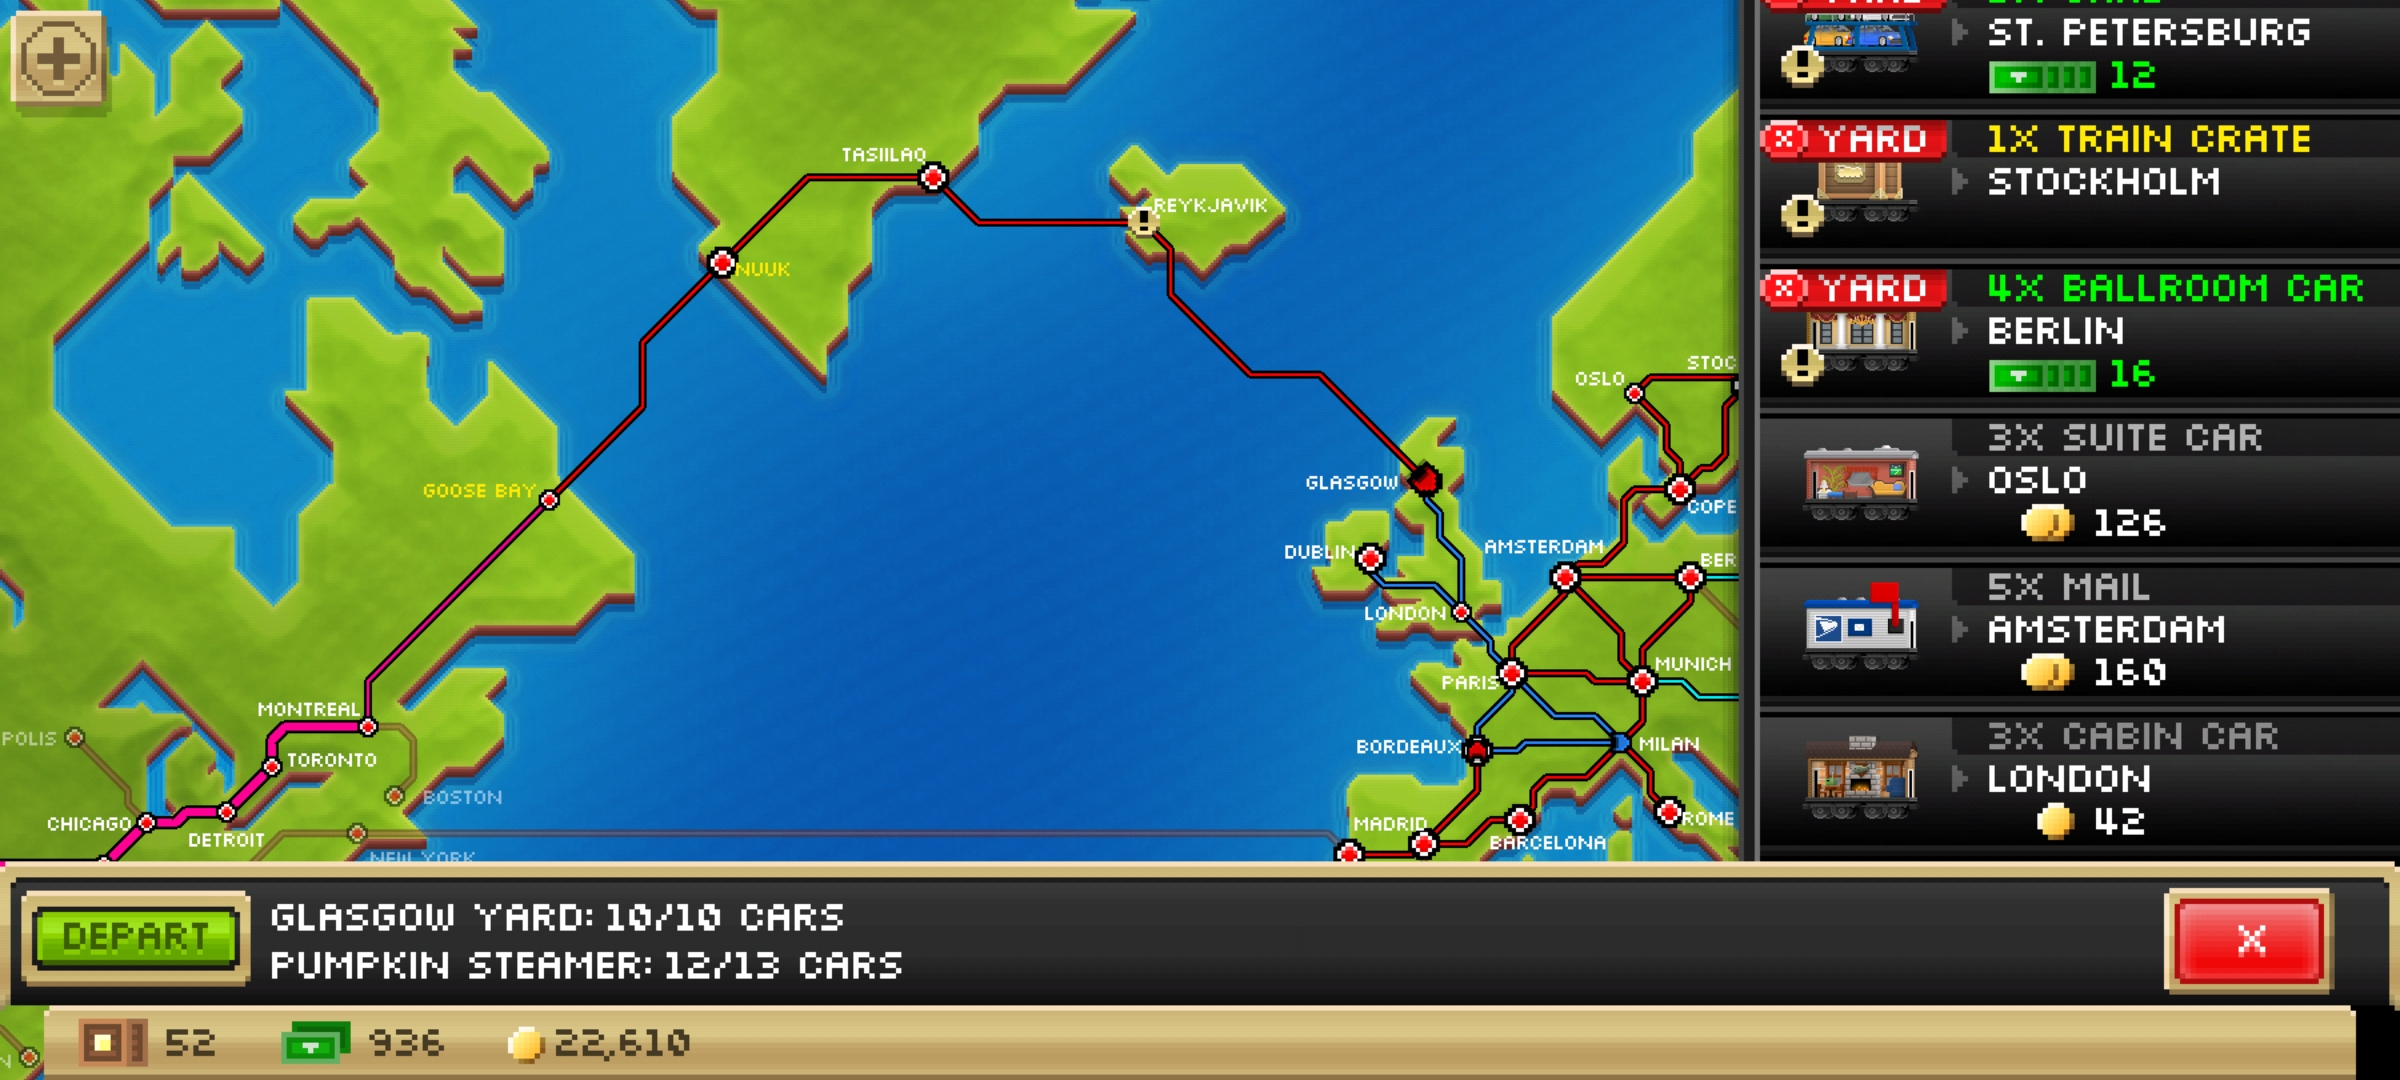 TASIILAQ
REYKJAVIK
NUUK
OSLO
STOC
GLASGOW
GOOSE BAY
COPE
DUBLIN
AMSTERDAM
BER
LONDON
MUNICH
PARIS
MONTREAL
POLIS
TORONTO
BORDEAUX
MILAN
BOSTON
CHICAGO
DETROIT
MADRID
ROME
BARCELONA
NEW YORK
N
ST. PETERSBURG
12
YARD
1X TRAIN CRATE
STOCKHOLM
YARD
4X BALLROOM CAR
BERLIN
16
3X SUITE CAR
OSLO
126
5X MAIL
AMSTERDAM
160
3X CABIN CAR
LONDON
42
DEPART
GLASGOW YARD: 10/10 CARS
PUMPKIN STEAMER: 12/13 CARS
X
52
936
22,610